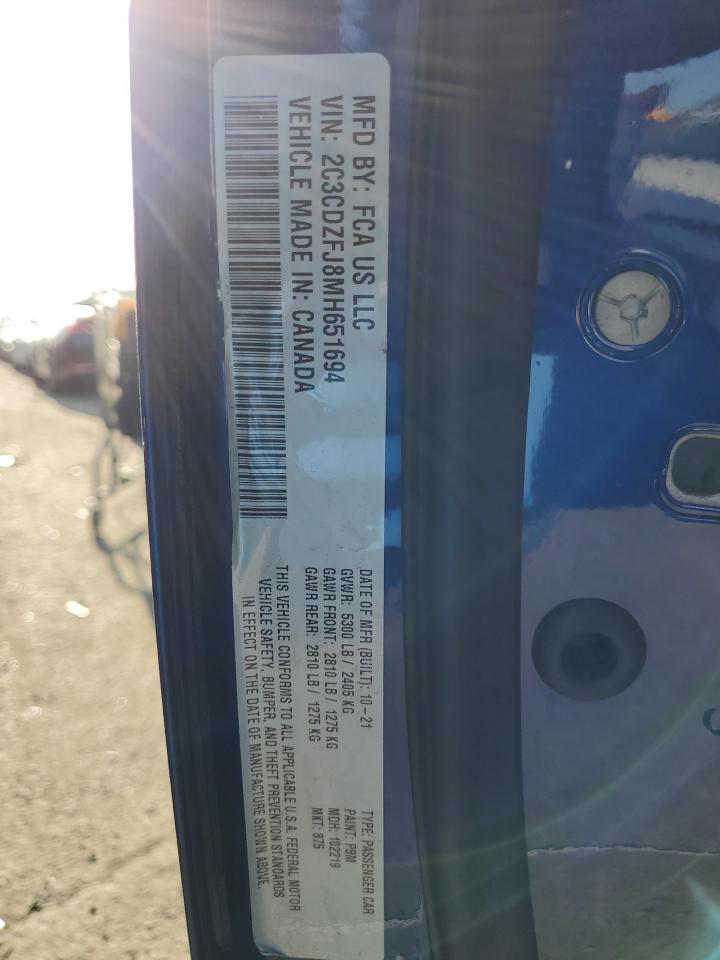 MFD BY: FCA US LLC
VIN: 2C3CDZFJ8MH651694
VEHICLE MADE IN: CANADA
DATE OF MFR (BUILT): 10-21
GVWR: 5300 LB / 2405 KG
GAWR FRONT: 2810 LB / 1275 KG
GAWR REAR: 2810 LB / 1275 KG
TYPE: PASSENGER CAR
PAINT: PBM
MDH: 102219
MKT: 875
THIS VEHICLE CONFORMS TO ALL APPLICABLE U.S.A. FEDERAL MOTOR
VEHICLE SAFETY, BUMPER, AND THEFT PREVENTION STANDARDS
IN EFFECT ON THE DATE OF MANUFACTURE SHOWN ABOVE.